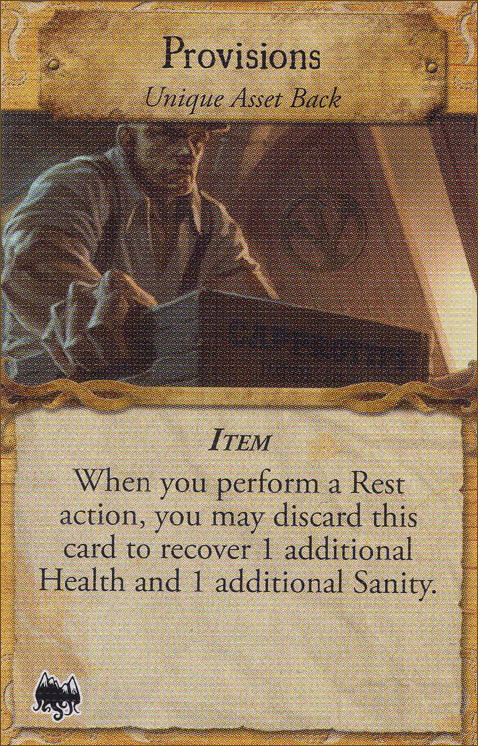 Provisions
Unique Asset Back
Item
When you perform a Rest
action, you may discard this
card to recover 1 additional
Health and 1 additional Sanity.